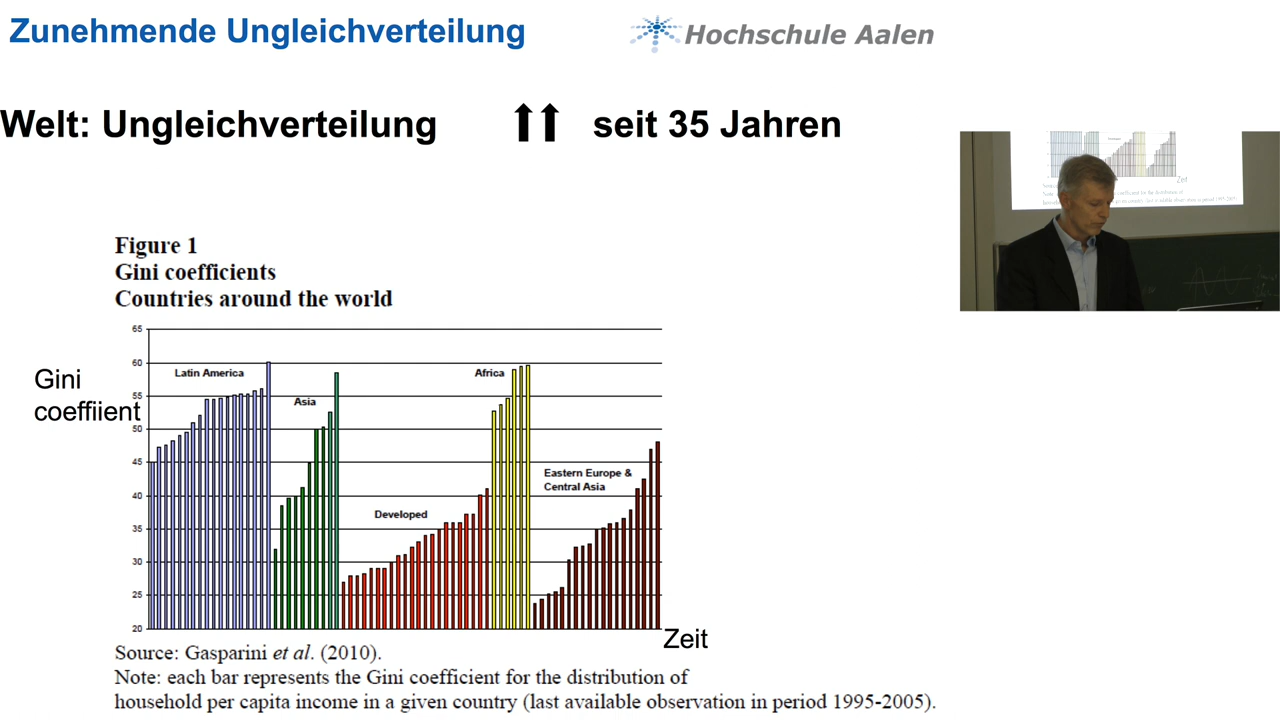 Zunehmende Ungleichverteilung
Hochschule Aalen
Welt: Ungleichverteilung seit 35 Jahren
Figure 1
Gini coefficients
Countries around the world
65
60
55
50
45
40
35
30
25
20
Gini
coeffiient
Latin America
Asia
Developed
Africa
Eastern Europe &
Central Asia
Zeit
Source: Gasparini et al. (2010).
Note: each bar represents the Gini coefficient for the distribution of
household per capita income in a given country (last available observation in period 1995-2005).
Zeit